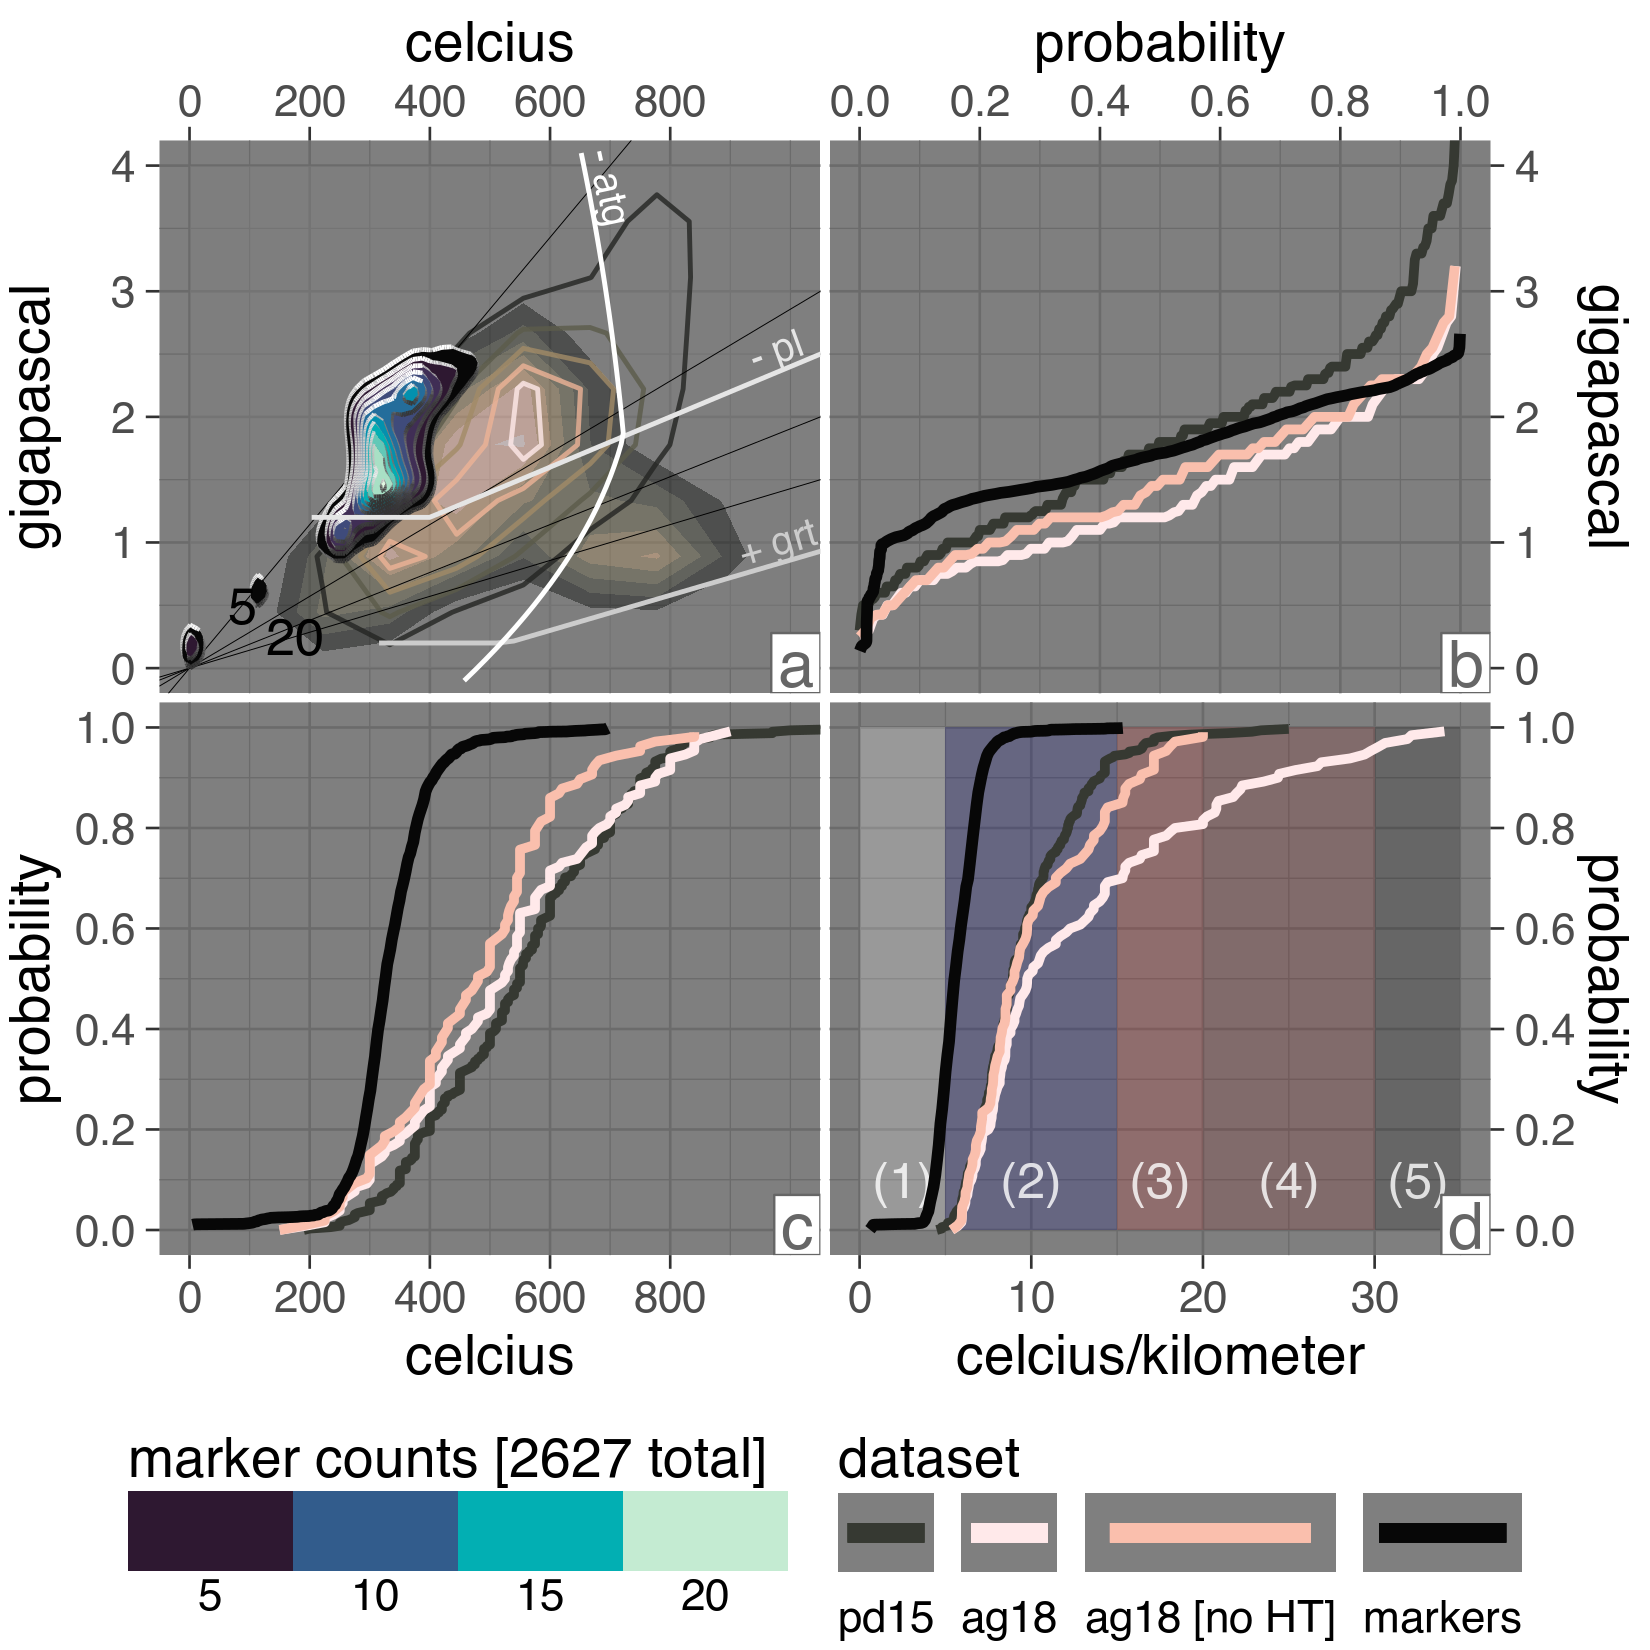 celcius
probability
0 200 400 600 800
0.0 0.2 0.4 0.6 0.8 1.0
gigapascal
4
3
2
1
0
- atg
- pl
+ grt
5
20
a
4
3
2
1
0
gigapascal
b
probability
1.0
0.8
0.6
0.4
0.2
0.0
c
(1) (2) (3) (4) (5)
d
1.0
0.8
0.6
0.4
0.2
0.0
probability
0 200 400 600 800
0 10 20 30
celcius
celcius/kilometer
marker counts [2627 total]
5 10 15 20
dataset
pd15 ag18 ag18 [no HT] markers